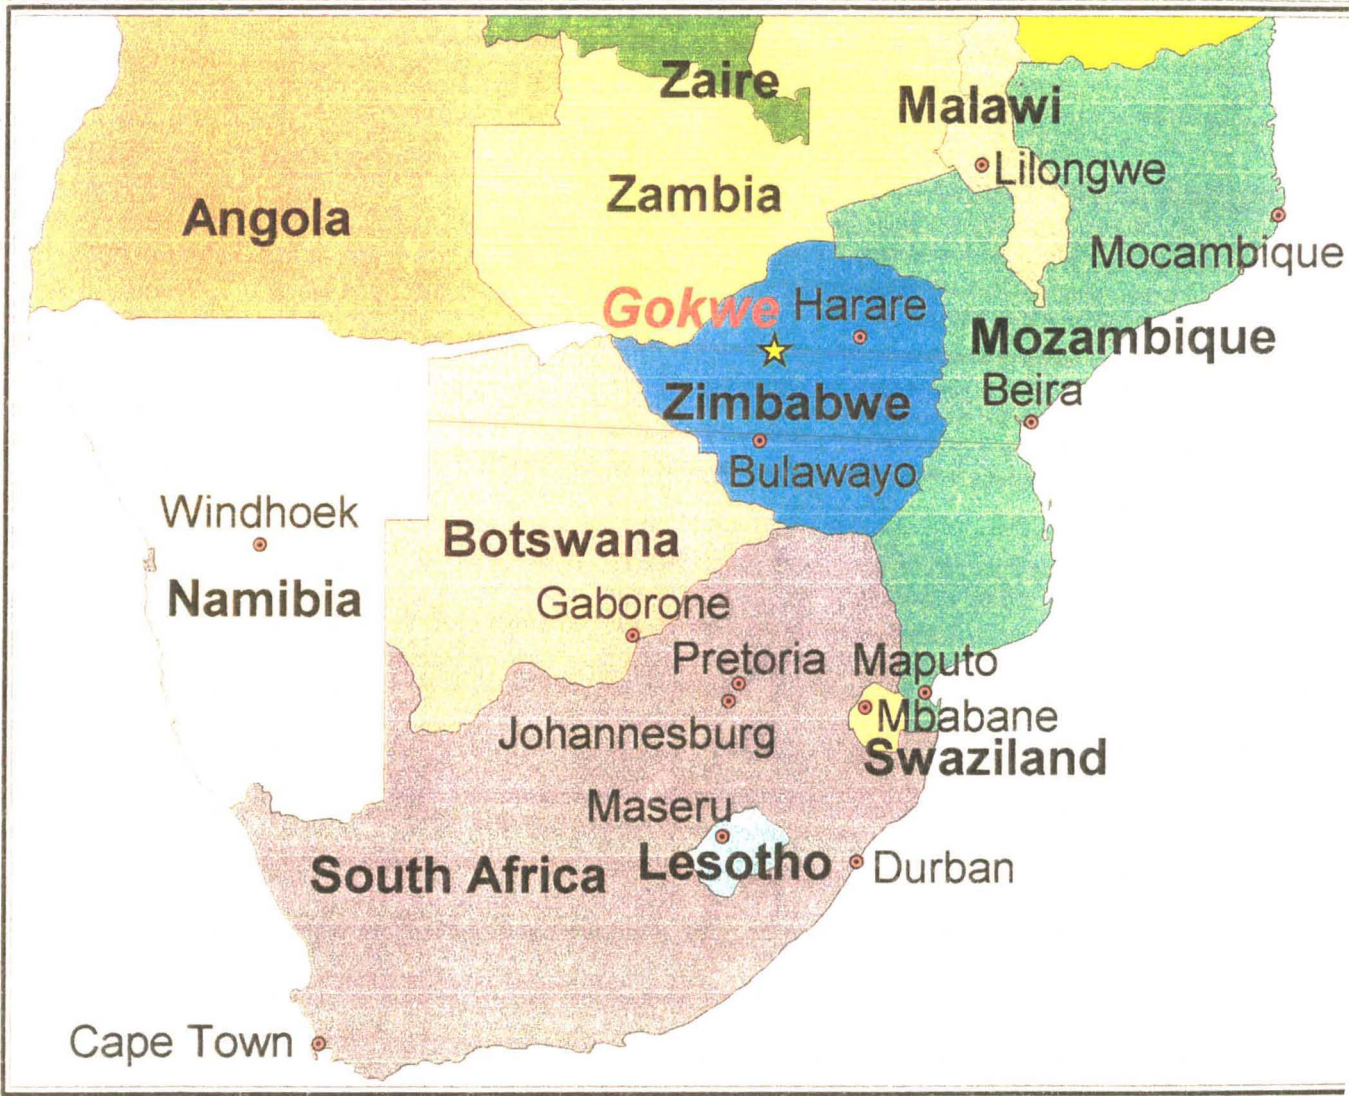 Zaire
Malawi
Lilongwe
Zambia
Angola
Mocambique
Gokwe
Harare
Mozambique
Zimbabwe
Beira
Bulawayo
Windhoek
Botswana
Namibia
Gaborone
Pretoria
Maputo
Mbabane
Johannesburg
Swaziland
Maseru
South Africa
Lesotho
Durban
Cape Town